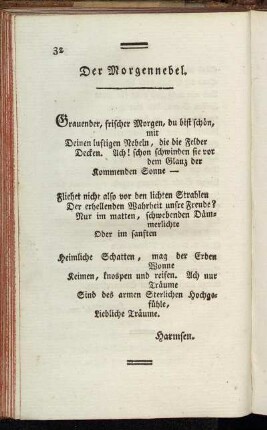 32
Der Morgennebel.
Grauender, frischer Morgen, du bist schön,
mit
Deinen lustigen Nebeln, die die Felder
Decken. Ach! schon schwinden sie vor
dem Glanz der
Kommenden Sonne —
Fliehet nicht also vor den lichten Strahlen
Der erhellenden Wahrheit unsre Freude?
Nur im matten, schwebenden Däm-
merlichte
Oder im sanften
Heimliche Schatten, mag der Erden
Wonne
Keimen, knospen und reifen. Ach nur
Träume
Sind des armen Sterlichen Hochge-
fühle,
Liebliche Träume.
Harmsen.